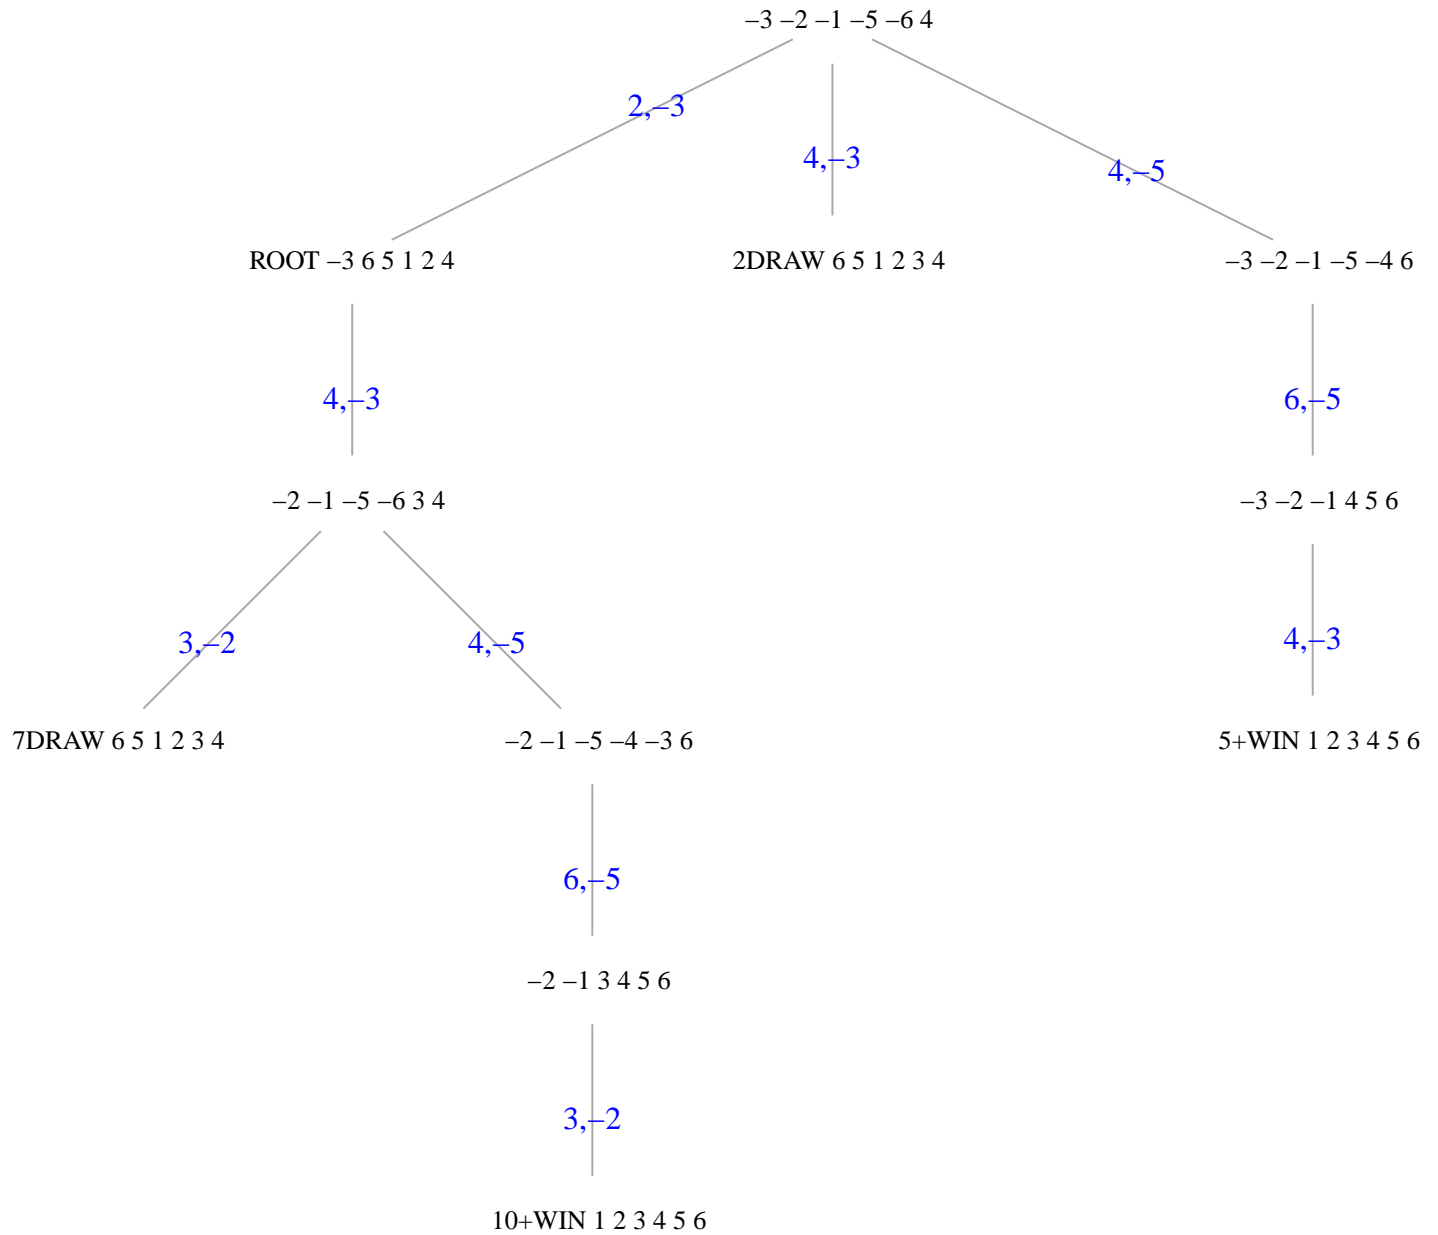 –3 –2 –1 –5 –6 4
2,–3
4,–3
4,–5
ROOT –3 6 5 1 2 4
2DRAW 6 5 1 2 3 4
–3 –2 –1 –5 –4 6
4,–3
6,–5
–2 –1 –5 –6 3 4
–3 –2 –1 4 5 6
3,–2
4,–5
4,–3
7DRAW 6 5 1 2 3 4
–2 –1 –5 –4 –3 6
5+WIN 1 2 3 4 5 6
6,–5
–2 –1 3 4 5 6
3,–2
10+WIN 1 2 3 4 5 6